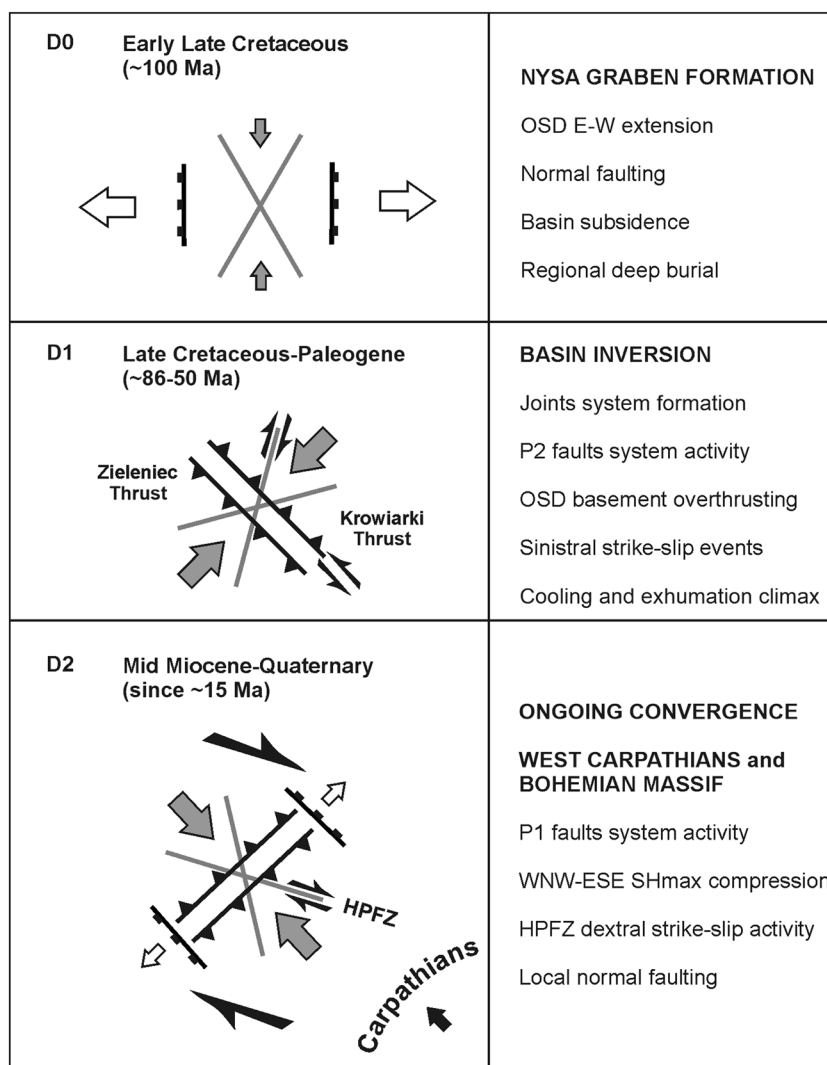 D0 Early Late Cretaceous
(~100 Ma)
NYSA GRABEN FORMATION
OSD E-W extension
Normal faulting
Basin subsidence
Regional deep burial
D1 Late Cretaceous-Paleogene
(~86-50 Ma)
Zieleniec
Thrust
Krowiarki
Thrust
BASIN INVERSION
Joints system formation
P2 faults system activity
OSD basement overthrusting
Sinistral strike-slip events
Cooling and exhumation climax
D2 Mid Miocene-Quaternary
(since ~15 Ma)
HPFZ
Carpathians
ONGOING CONVERGENCE
WEST CARPATHIANS and
BOHEMIAN MASSIF
P1 faults system activity
WNW-ESE SHmax compression
HPFZ dextral strike-slip activity
Local normal faulting